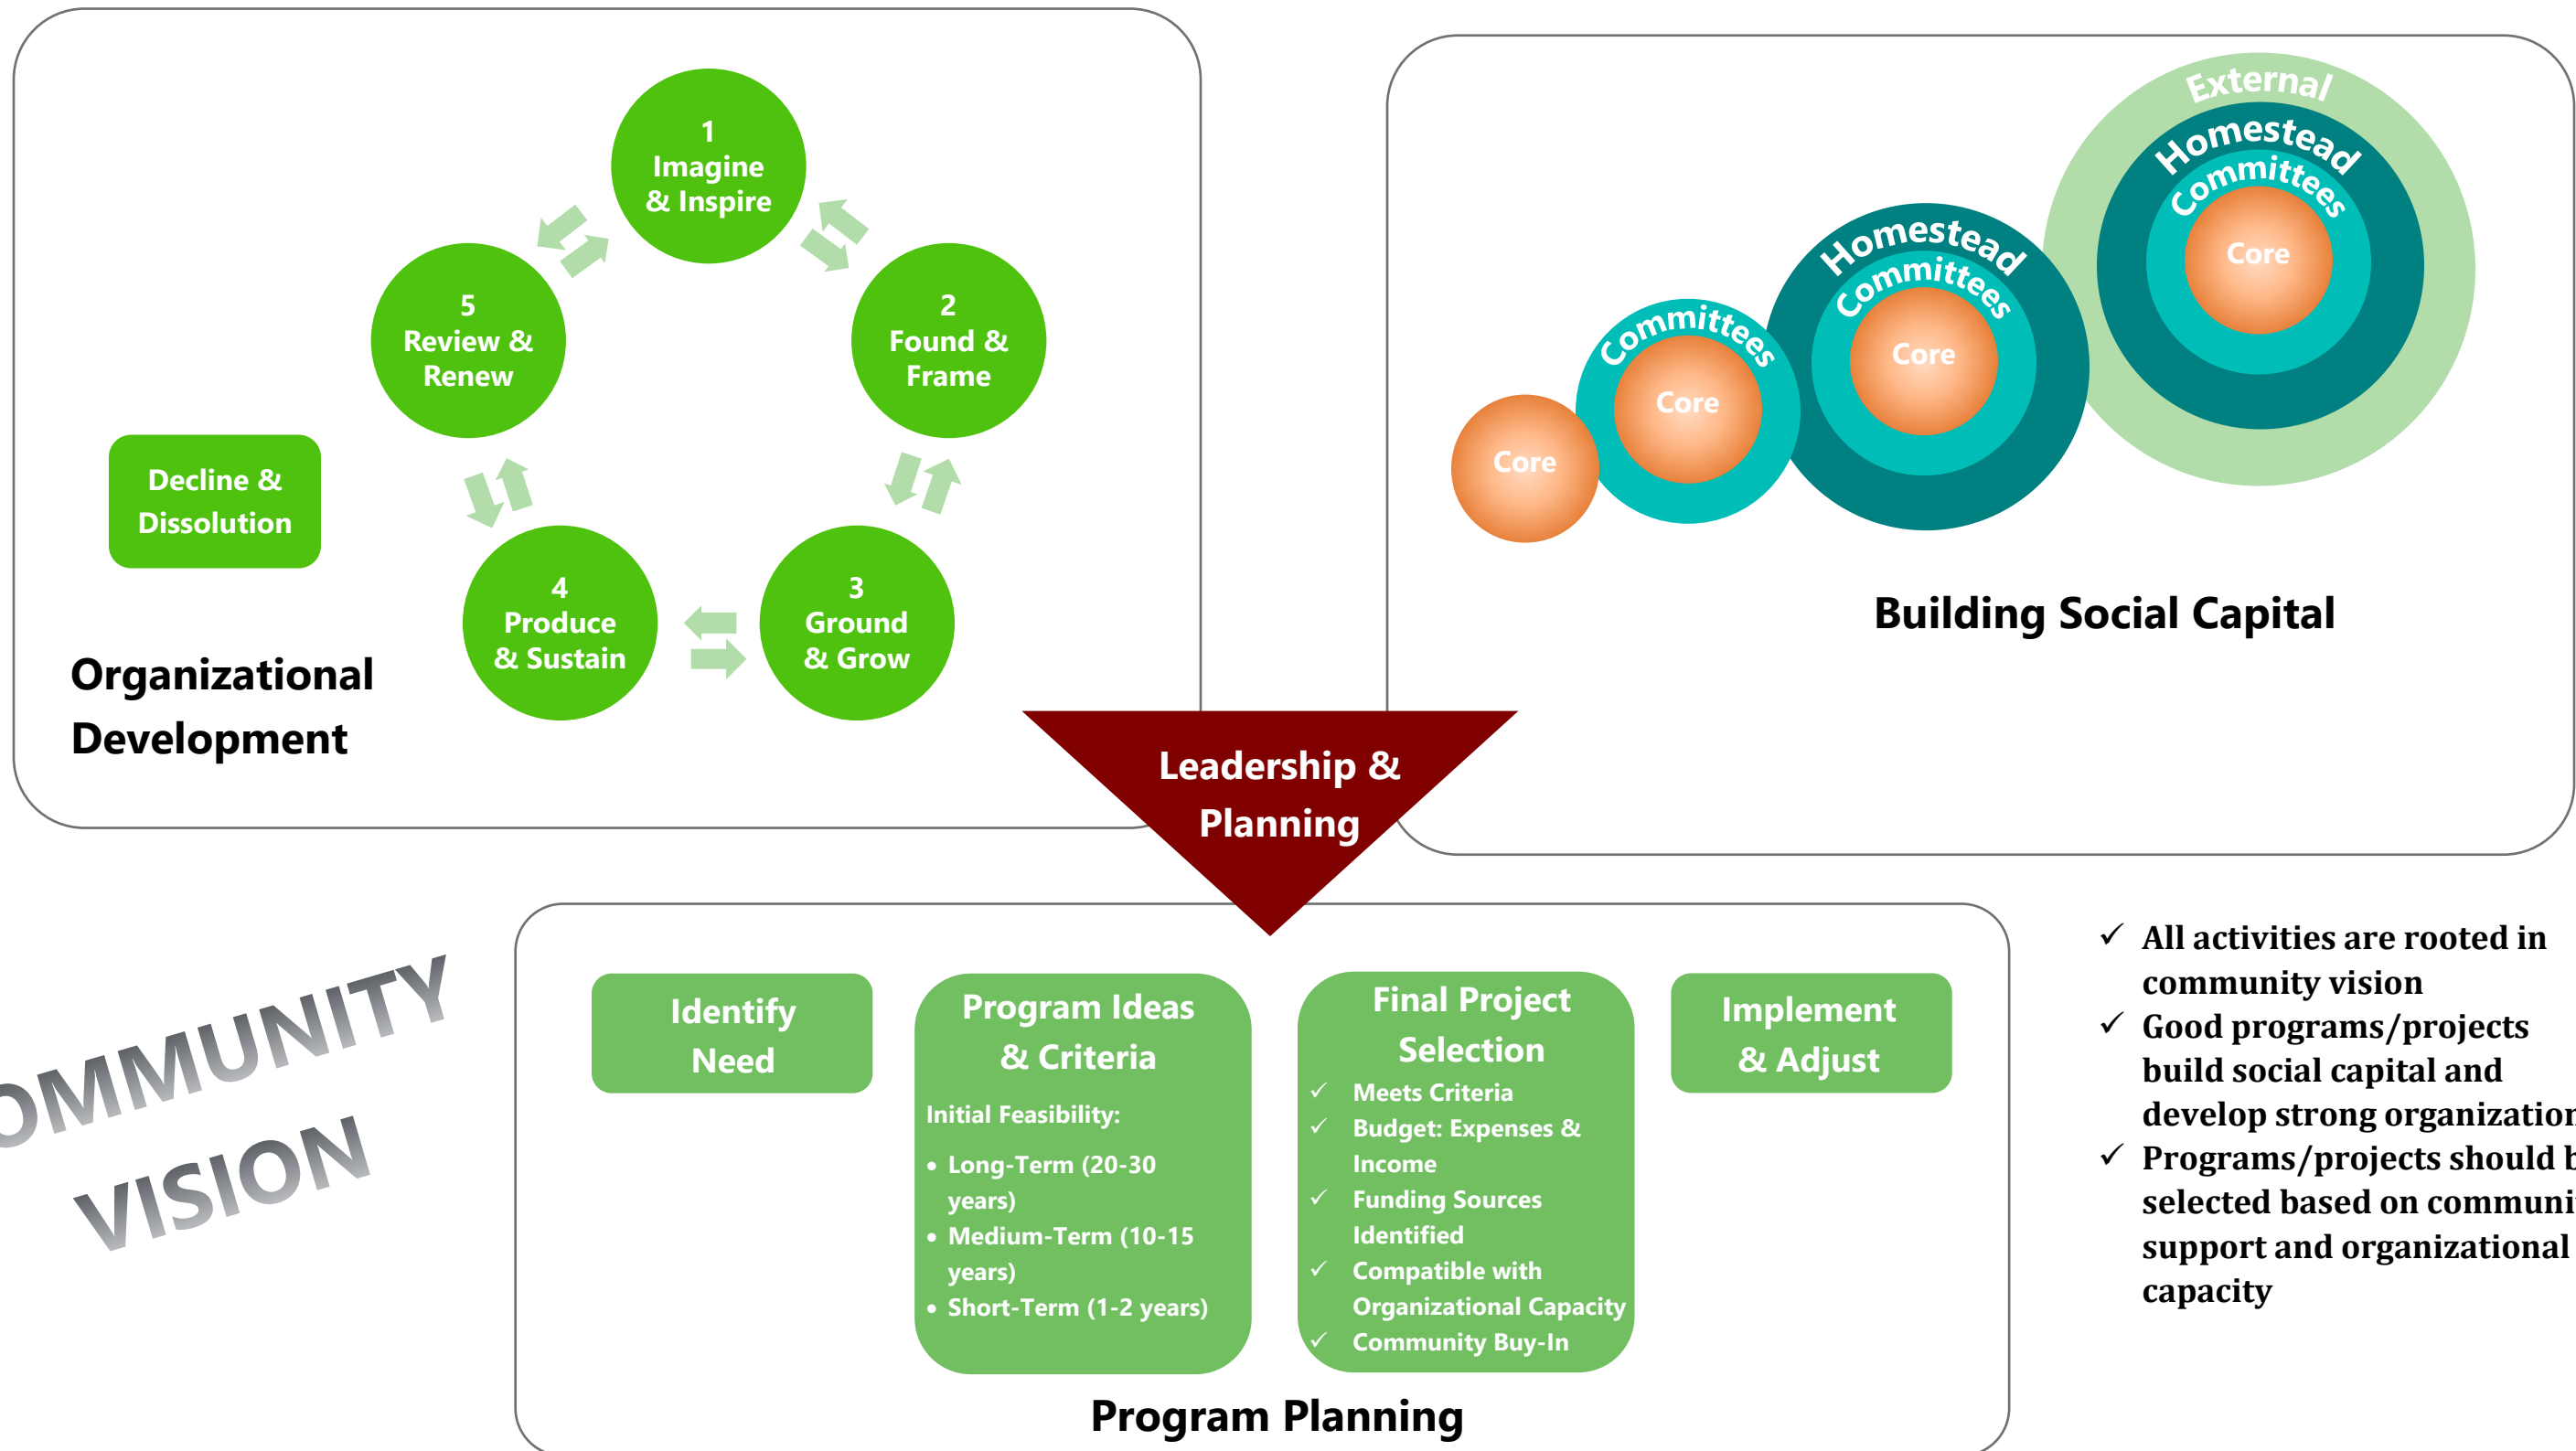 1
Imagine
& Inspire
2
Found &
Frame
3
Ground
& Grow
4
Produce
& Sustain
5
Review &
Renew
Decline &
Dissolution
Organizational
Development
Core
Committees
Core
Homestead
Committees
Core
External
Homestead
Committees
Core
Building Social Capital
Leadership &
Planning
OMMUNITY
VISION
Identify
Need
Program Ideas
& Criteria
Initial Feasibility:
• Long-Term (20-30
years)
• Medium-Term (10-15
years)
• Short-Term (1-2 years)
Final Project
Selection
✓ Meets Criteria
✓ Budget: Expenses &
Income
✓ Funding Sources
Identified
✓ Compatible with
Organizational Capacity
✓ Community Buy-In
Implement
& Adjust
Program Planning
✓ All activities are rooted in
community vision
✓ Good programs/projects
build social capital and
develop strong organization
✓ Programs/projects should b
selected based on communi
support and organizational
capacity